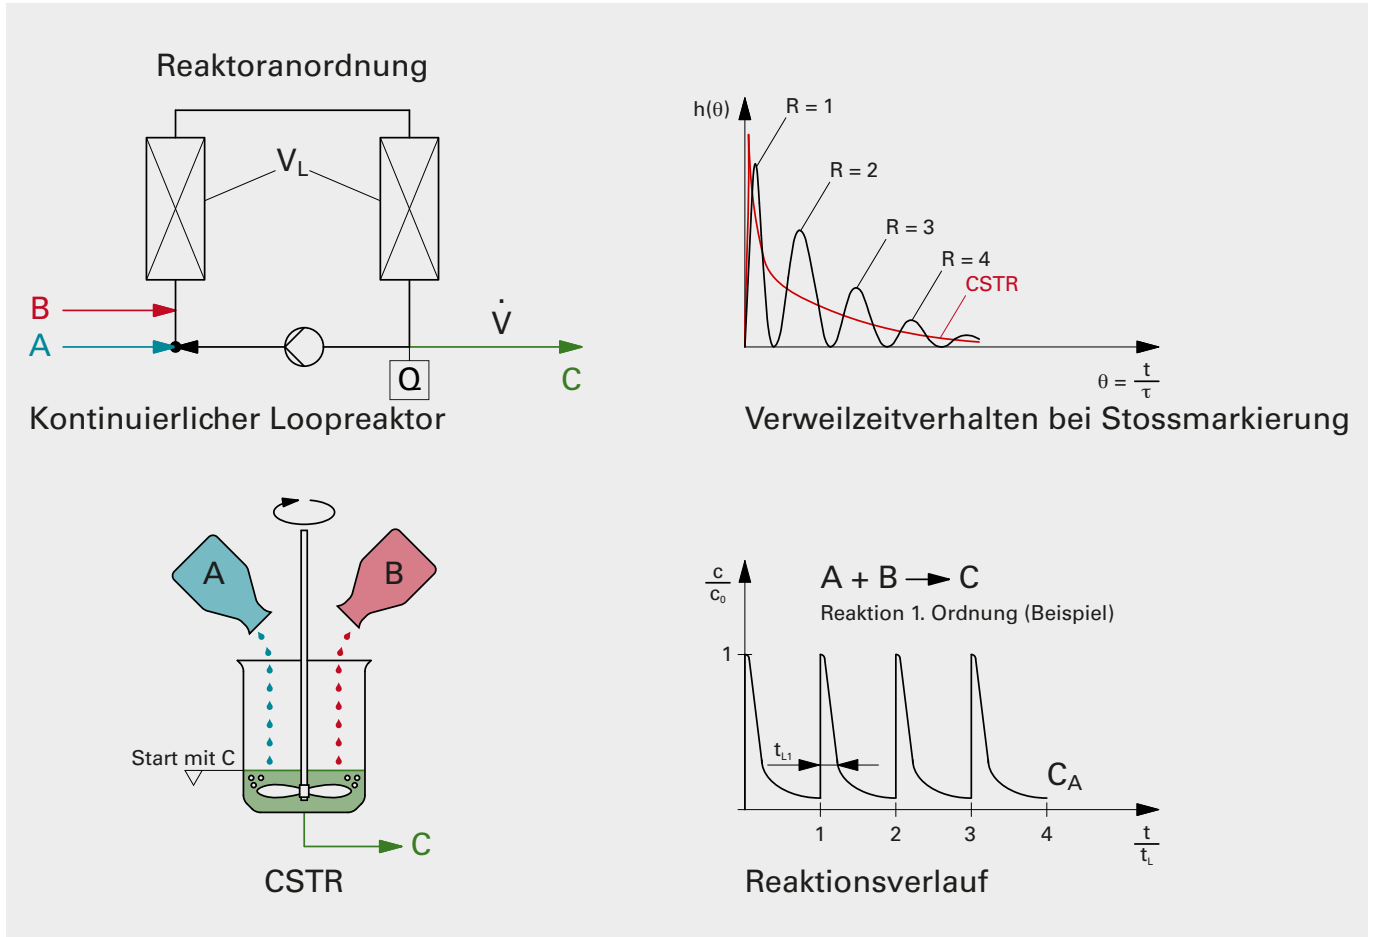 Reaktoranordnung
V_L
B
A
V̇
Q
C
Kontinuierlicher Loopreaktor
h(θ)
R = 1
R = 2
R = 3
R = 4
CSTR
θ = t/τ
Verweilzeitverhalten bei Stossmarkierung
A
B
Start mit C
C
CSTR
c/c₀
A + B → C
Reaktion 1. Ordnung (Beispiel)
1
t_L1
C_A
1 2 3 4
t/t_L
Reaktionsverlauf